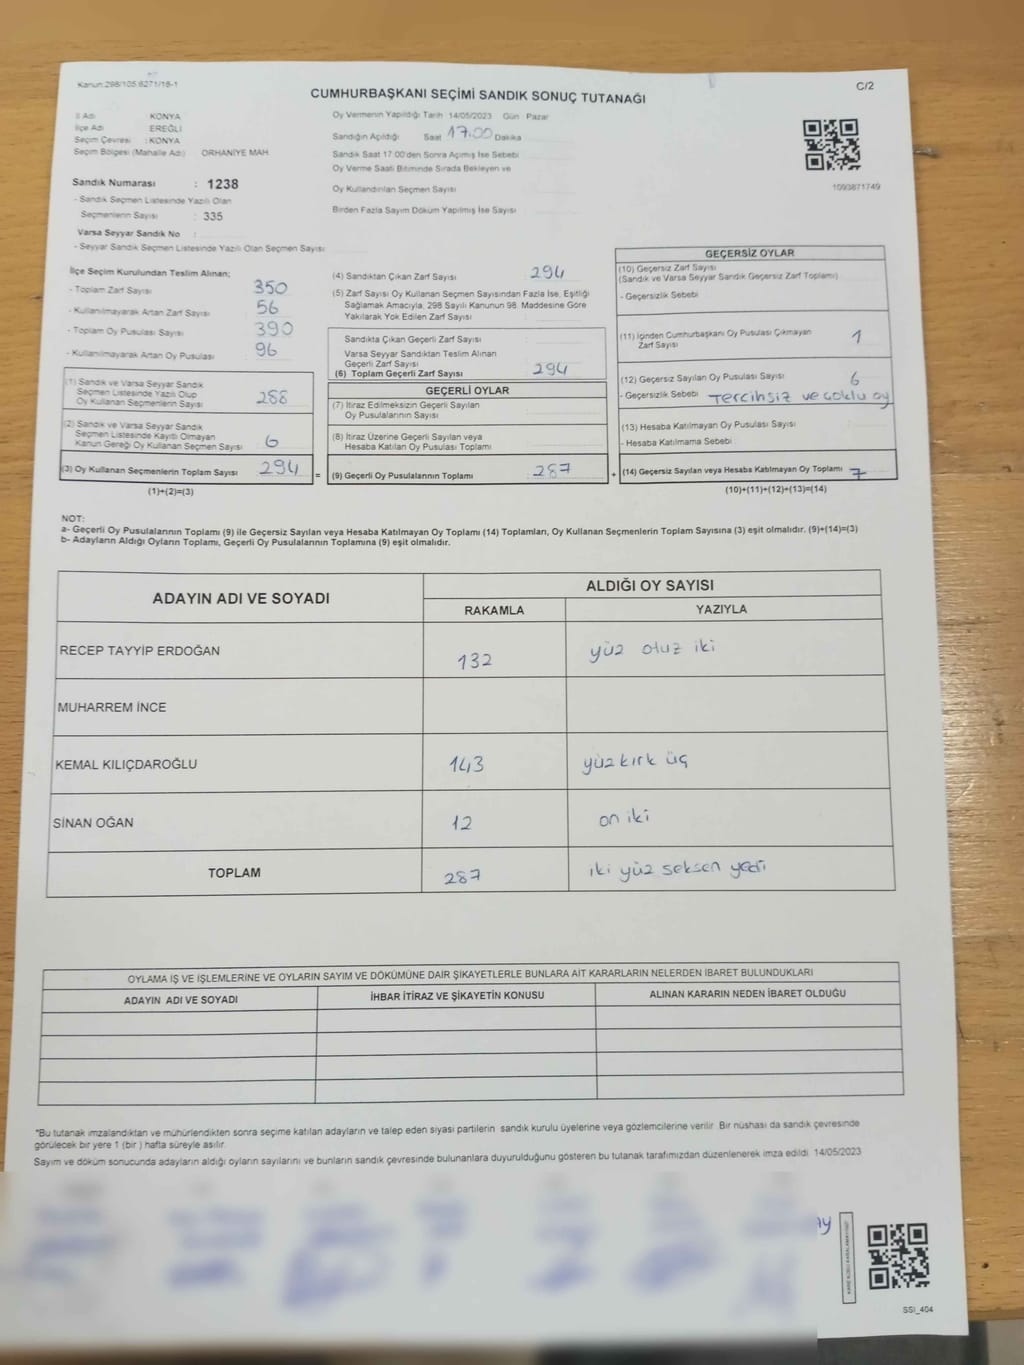 Kanun:298/105.6271/18-1
C/2
CUMHURBAŞKANI SEÇİMİ SANDIK SONUÇ TUTANAĞI
İl Adı : KONYA
İlçe Adı EREĞLİ
Seçim Çevresi : KONYA
Seçim Bölgesi (Mahalle Adı) ORHANİYE MAH
Sandık Numarası : 1238
- Sandık Seçmen Listesinde Yazılı Olan
Seçmenlerin Sayısı : 335
Varsa Seyyar Sandık No :
- Seyyar Sandık Seçmen Listesinde Yazılı Olan Seçmen Sayısı
Oy Vermenin Yapıldığı Tarih 14/05/2023 Gün Pazar
Sandığın Açıldığı Saat 17.00 Dakika
Sandık Saat 17.00'den Sonra Açılmış İse Sebebi
Oy Verme Saati Bitiminde Sırada Bekleyen ve
Oy Kullandırılan Seçmen Sayısı
Birden Fazla Sayım Döküm Yapılmış İse Sayısı
1093871749
İlçe Seçim Kurulundan Teslim Alınan;
- Toplam Zarf Sayısı 350
- Kullanılmayarak Artan Zarf Sayısı 56
- Toplam Oy Pusulası Sayısı 390
- Kullanılmayarak Artan Oy Pusulası 96
(1) Sandık ve Varsa Seyyar Sandık
Seçmen Listesinde Yazılı Olup
Oy Kullanan Seçmenlerin Sayısı 288
(2) Sandık ve Varsa Seyyar Sandık
Seçmen Listesinde Kayıtlı Olmayan
Kanun Gereği Oy Kullanan Seçmen Sayısı 6
(3) Oy Kullanan Seçmenlerin Toplam Sayısı 294 =
(1)+(2)=(3)
(4) Sandıktan Çıkan Zarf Sayısı 294
(5) Zarf Sayısı Oy Kullanan Seçmen Sayısından Fazla İse, Eşitliği
Sağlamak Amacıyla, 298 Sayılı Kanunun 98. Maddesine Göre
Yakılarak Yok Edilen Zarf Sayısı
Sandıkta Çıkan Geçerli Zarf Sayısı
Varsa Seyyar Sandıktan Teslim Alınan
Geçerli Zarf Sayısı
(6) Toplam Geçerli Zarf Sayısı 294
GEÇERLİ OYLAR
(7) İtiraz Edilmeksizin Geçerli Sayılan
Oy Pusulalarının Sayısı
(8) İtiraz Üzerine Geçerli Sayılan veya
Hesaba Katılan Oy Pusulalarının Toplamı
(9) Geçerli Oy Pusulalarının Toplamı 287 +
GEÇERSİZ OYLAR
(10) Geçersiz Zarf Sayısı
(Sandık ve Varsa Seyyar Sandık Geçersiz Zarf Toplamı)
- Geçersizlik Sebebi
(11) İçinden Cumhurbaşkanı Oy Pusulası Çıkmayan
Zarf Sayısı 1
(12) Geçersiz Sayılan Oy Pusulası Sayısı 6
- Geçersizlik Sebebi Tercihsiz ve çoklu oy
(13) Hesaba Katılmayan Oy Pusulası Sayısı
- Hesaba Katılmama Sebebi
(14) Geçersiz Sayılan veya Hesaba Katılmayan Oy Toplamı 7
(10)+(11)+(12)+(13)=(14)
NOT:
a- Geçerli Oy Pusulalarının Toplamı (9) ile Geçersiz Sayılan veya Hesaba Katılmayan Oy Toplamı (14) Toplamları, Oy Kullanan Seçmenlerin Toplam Sayısına (3) eşit olmalıdır. (9)+(14)=(3)
b- Adayların Aldığı Oyların Toplamı, Geçerli Oy Pusulalarının Toplamına (9) eşit olmalıdır.
ADAYIN ADI VE SOYADI
ALDIĞI OY SAYISI
RAKAMLA YAZIYLA
RECEP TAYYİP ERDOĞAN 132 yüz otuz iki
MUHARREM İNCE
KEMAL KILIÇDAROĞLU 143 yüzkırk üç
SİNAN OĞAN 12 on iki
TOPLAM 287 iki yüz seksen yedi
OYLAMA İŞ VE İŞLEMLERİNE VE OYLARIN SAYIM VE DÖKÜMÜNE DAİR ŞİKAYETLERLE BUNLARA AİT KARARLARIN NELERDEN İBARET BULUNDUKLARI
ADAYIN ADI VE SOYADI İHBAR İTİRAZ VE ŞİKAYETİN KONUSU ALINAN KARARIN NEDEN İBARET OLDUĞU
"Bu tutanak imzalandıktan ve mühürlendikten sonra seçime katılan adayların ve talep eden siyasi partilerin sandık kurulu üyelerine veya gözlemcilerine verilir. Bir nüshası da sandık çevresinde
görülecek bir yere 1 (bir ) hafta süreyle asılır.
Sayım ve döküm sonucunda adayların aldığı oyların sayılarını ve bunların sandık çevresinde bulunanlara duyurulduğunu gösteren bu tutanak tarafımızdan düzenlenerek imza edildi. 14/05/2023
SSI_404